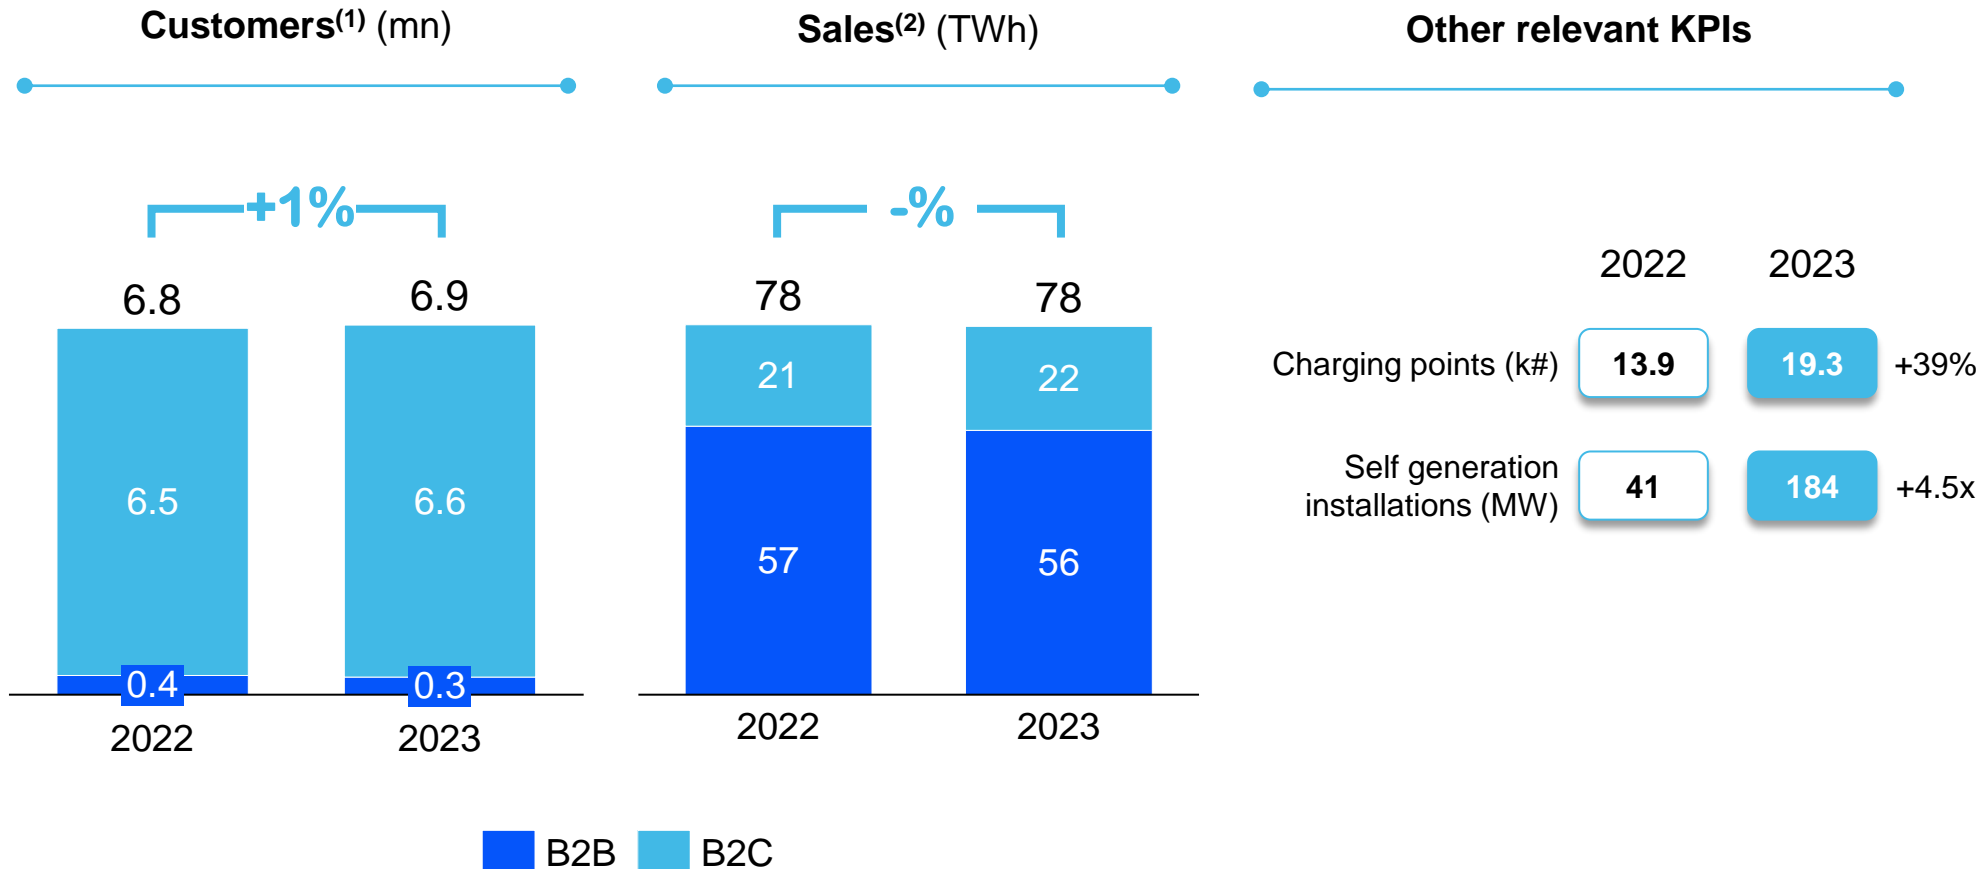 Customers(1) (mn)
+1%
6.8
6.9
6.5
6.6
0.4
0.3
2022
2023
Sales(2) (TWh)
-%
78
78
21
22
57
56
2022
2023
Other relevant KPIs
2022
2023
Charging points (k#)
13.9
19.3
+39%
Self generation
installations (MW)
41
184
+4.5x
B2B
B2C